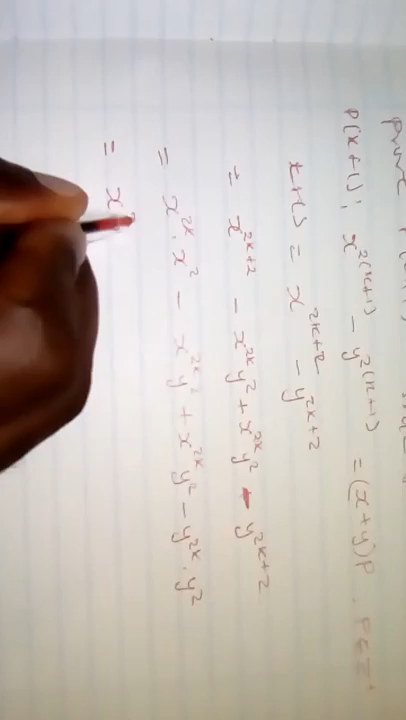 P(k+1): x^{2(k+1)} - y^{2(k+1)} = (x+y)P, P∈Z
LHS = x^{2k+2} - y^{2k+2}
= x^{2k+2} - x^{2k}y^2 + x^{2k}y^2 - y^{2k+2}
= x^{2k}.x^2 - x^{2k}y^2 + x^{2k}y^2 - y^{2k}.y^2
= x